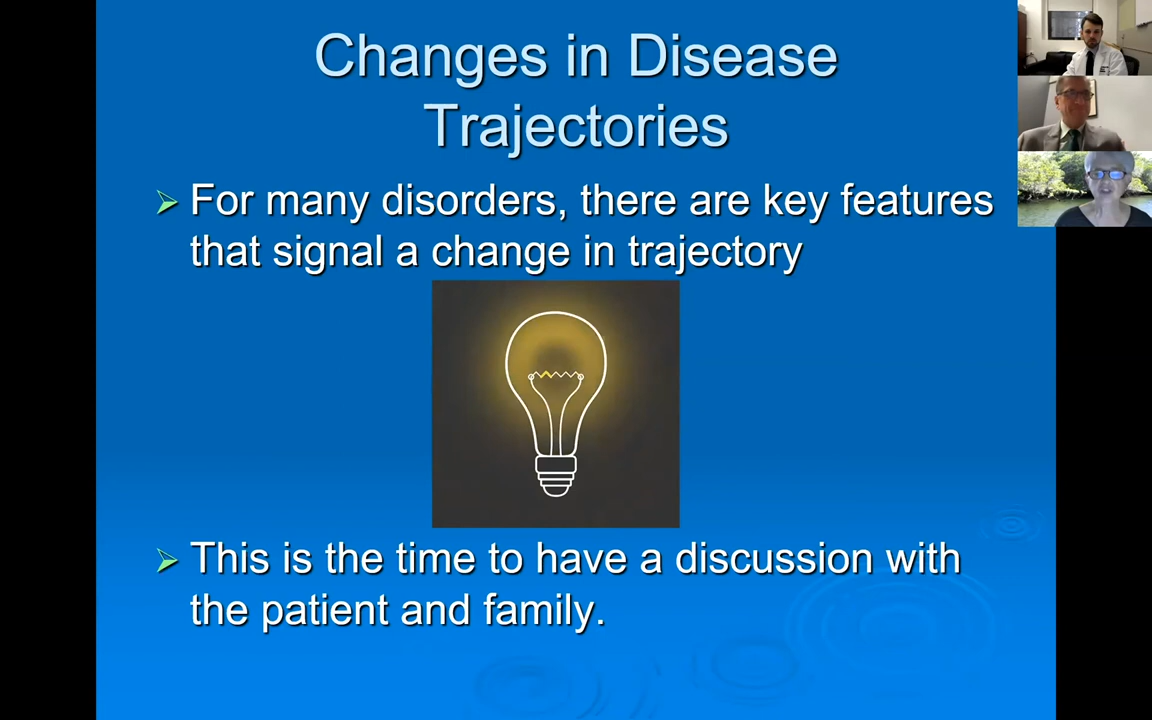 Changes in Disease
Trajectories
For many disorders, there are key features
that signal a change in trajectory
This is the time to have a discussion with
the patient and family.